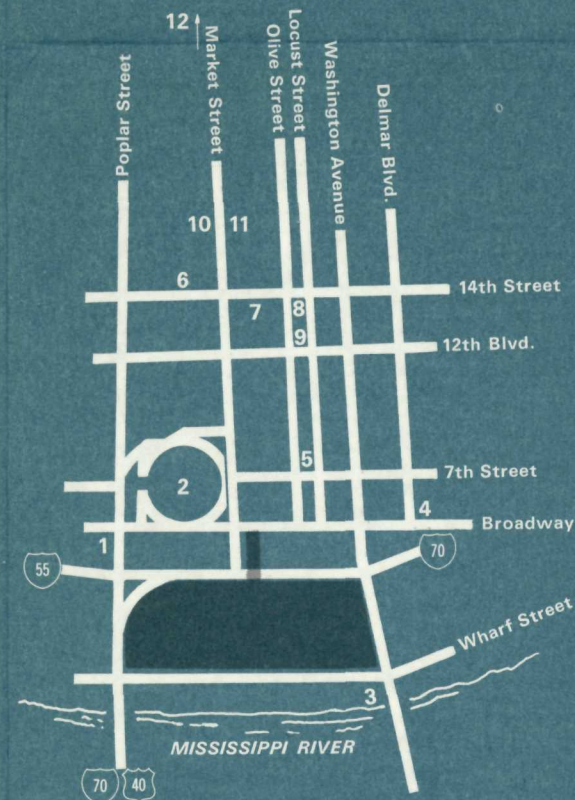 12
Poplar Street
Market Street
Olive Street
Locust Street
Washington Avenue
Delmar Blvd.
10
11
6
14th Street
7
8
9
12th Blvd.
5
7th Street
2
4
Broadway
1
55
70
Wharf Street
3
MISSISSIPPI RIVER
70
40